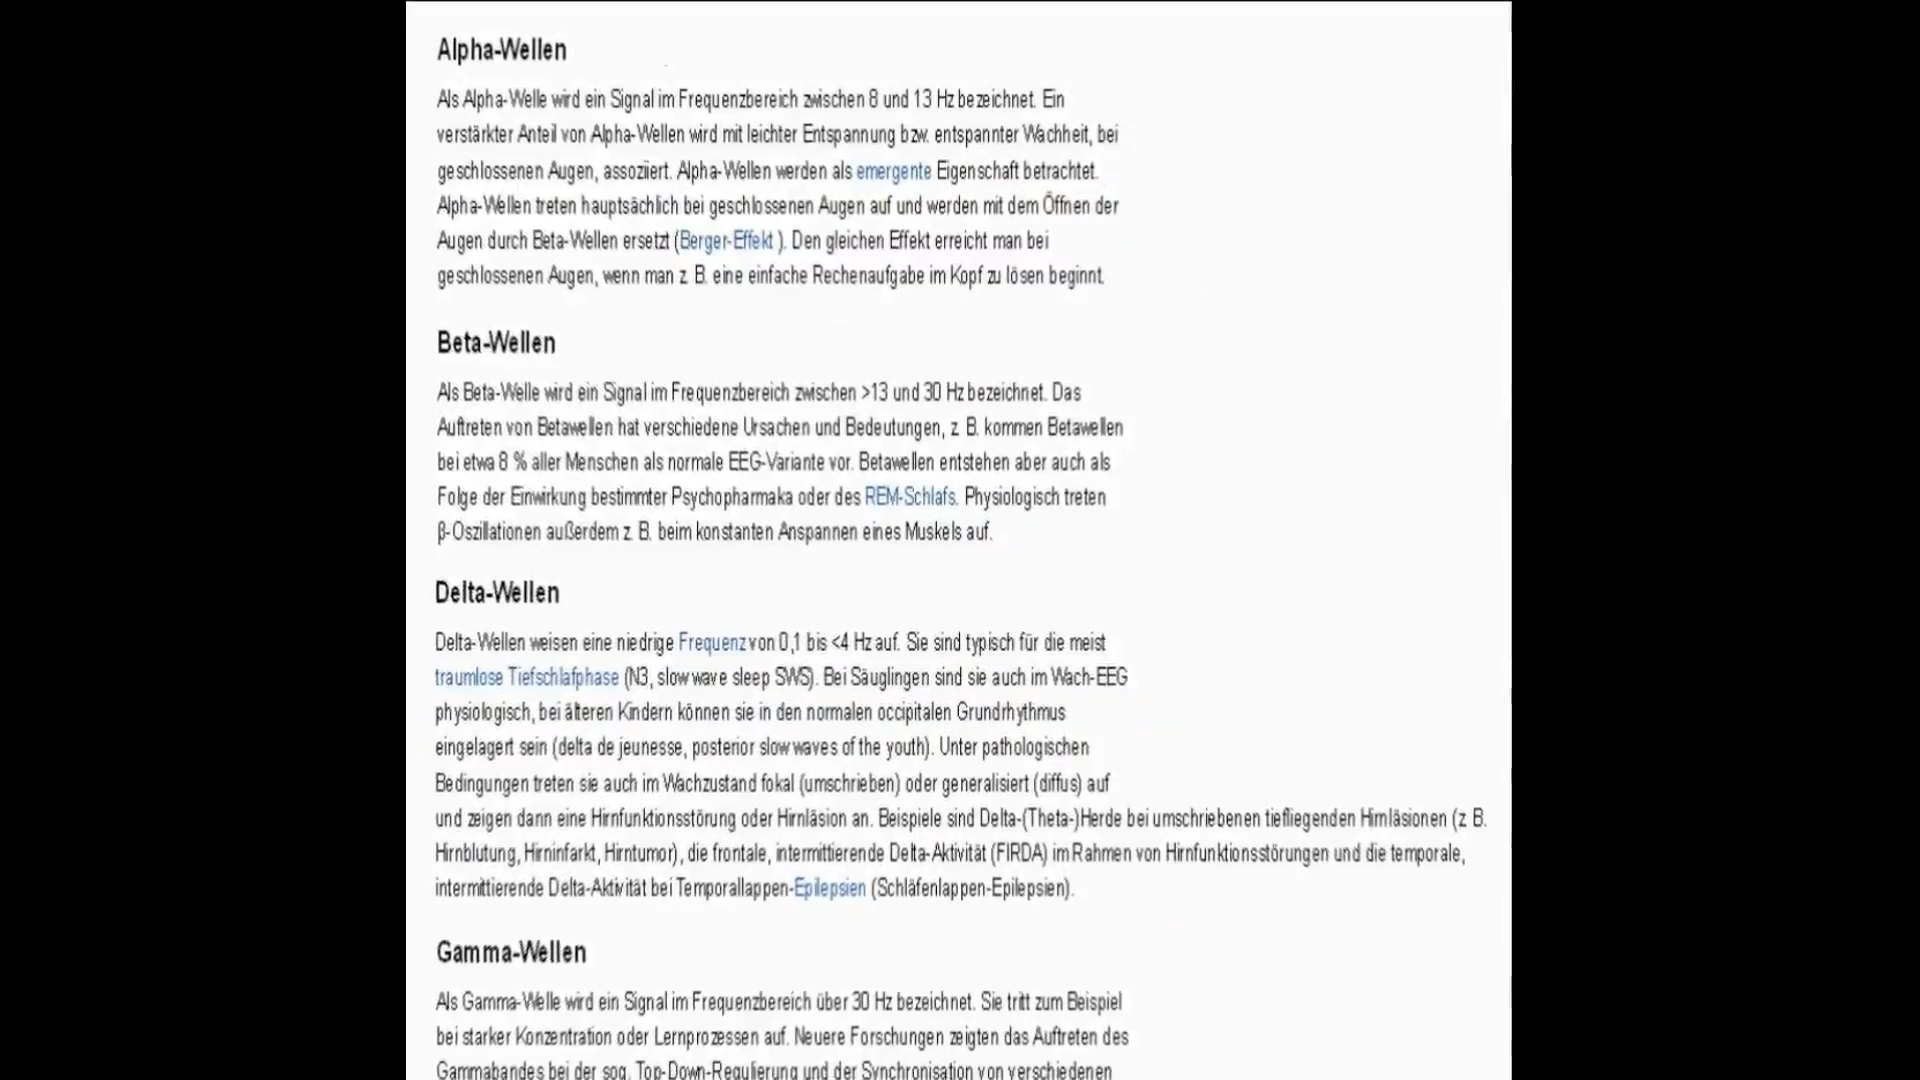 Alpha-Wellen
Als Alpha-Welle wird ein Signal im Frequenzbereich zwischen 8 und 13 Hz bezeichnet. Ein
verstärkter Anteil von Alpha-Wellen wird mit leichter Entspannung bzw. entspannter Wachheit, bei
geschlossenen Augen, assoziiert. Alpha-Wellen werden als emergente Eigenschaft betrachtet.
Alpha-Wellen treten hauptsächlich bei geschlossenen Augen auf und werden mit dem Öffnen der
Augen durch Beta-Wellen ersetzt (Berger-Effekt ). Den gleichen Effekt erreicht man bei
geschlossenen Augen, wenn man z. B. eine einfache Rechenaufgabe im Kopf zu lösen beginnt.
Beta-Wellen
Als Beta-Welle wird ein Signal im Frequenzbereich zwischen >13 und 30 Hz bezeichnet. Das
Auftreten von Betawellen hat verschiedene Ursachen und Bedeutungen, z. B. kommen Betawellen
bei etwa 8 % aller Menschen als normale EEG-Variante vor. Betawellen entstehen aber auch als
Folge der Einwirkung bestimmter Psychopharmaka oder des REM-Schlafs. Physiologisch treten
β-Oszillationen außerdem z. B. beim konstanten Anspannen eines Muskels auf.
Delta-Wellen
Delta-Wellen weisen eine niedrige Frequenz von 0,1 bis <4 Hz auf. Sie sind typisch für die meist
traumlose Tiefschlafphase (N3, slow wave sleep SWS). Bei Säuglingen sind sie auch im Wach-EEG
physiologisch, bei älteren Kindern können sie in den normalen occipitalen Grundrhythmus
eingelagert sein (delta de jeunesse, posterior slow waves of the youth). Unter pathologischen
Bedingungen treten sie auch im Wachzustand fokal (umschrieben) oder generalisiert (diffus) auf
und zeigen dann eine Hirnfunktionsstörung oder Hirnläsion an. Beispiele sind Delta-(Theta-)Herde bei umschriebenen tiefliegenden Hirnläsionen (z. B.
Hirnblutung, Hirninfarkt, Hirntumor), die frontale, intermittierende Delta-Aktivität (FIRDA) im Rahmen von Hirnfunktionsstörungen und die temporale,
intermittierende Delta-Aktivität bei Temporallappen-Epilepsien (Schläfenlappen-Epilepsien).
Gamma-Wellen
Als Gamma-Welle wird ein Signal im Frequenzbereich über 30 Hz bezeichnet. Sie tritt zum Beispiel
bei starker Konzentration oder Lernprozessen auf. Neuere Forschungen zeigten das Auftreten des
Gammabandes bei der sog. Top-Down-Regulierung und der Synchronisation von verschiedenen